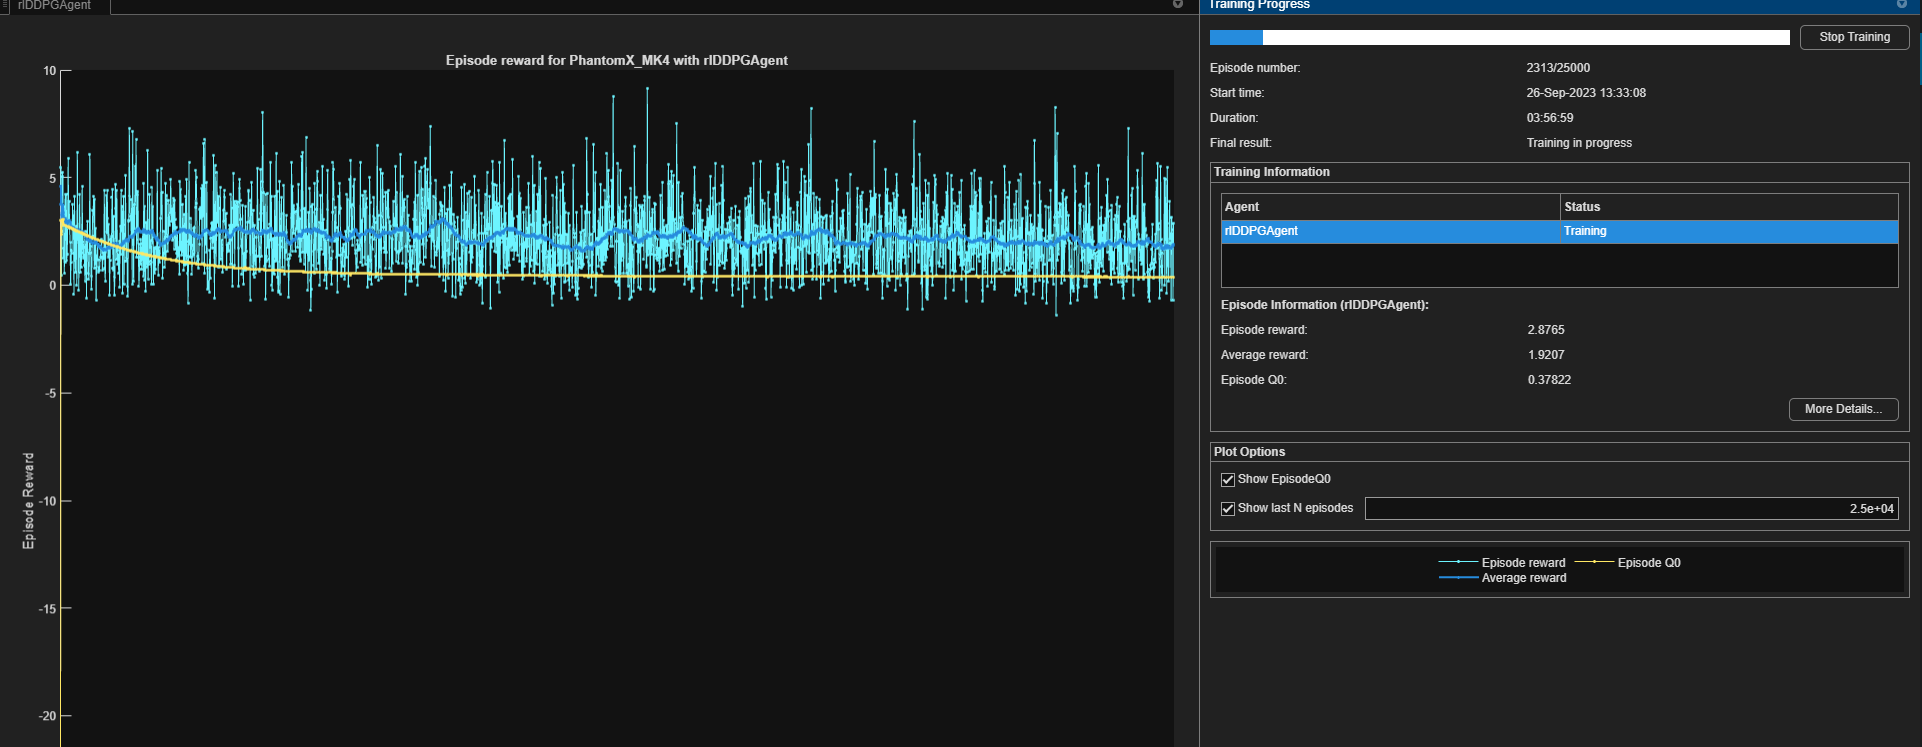 rlDDPGAgent
Training Progress
Stop Training
Episode number: 2313/25000
Start time: 26-Sep-2023 13:33:08
Duration: 03:56:59
Final result: Training in progress
Training Information
Agent Status
rlDDPGAgent Training
Episode Information (rlDDPGAgent):
Episode reward: 2.8765
Average reward: 1.9207
Episode Q0: 0.37822
More Details...
Plot Options
Show EpisodeQ0
Show last N episodes 2.5e+04
Episode reward Episode Q0
Average reward
Episode reward for PhantomX_MK4 with rlDDPGAgent
Episode Reward
10
5
0
-5
-10
-15
-20